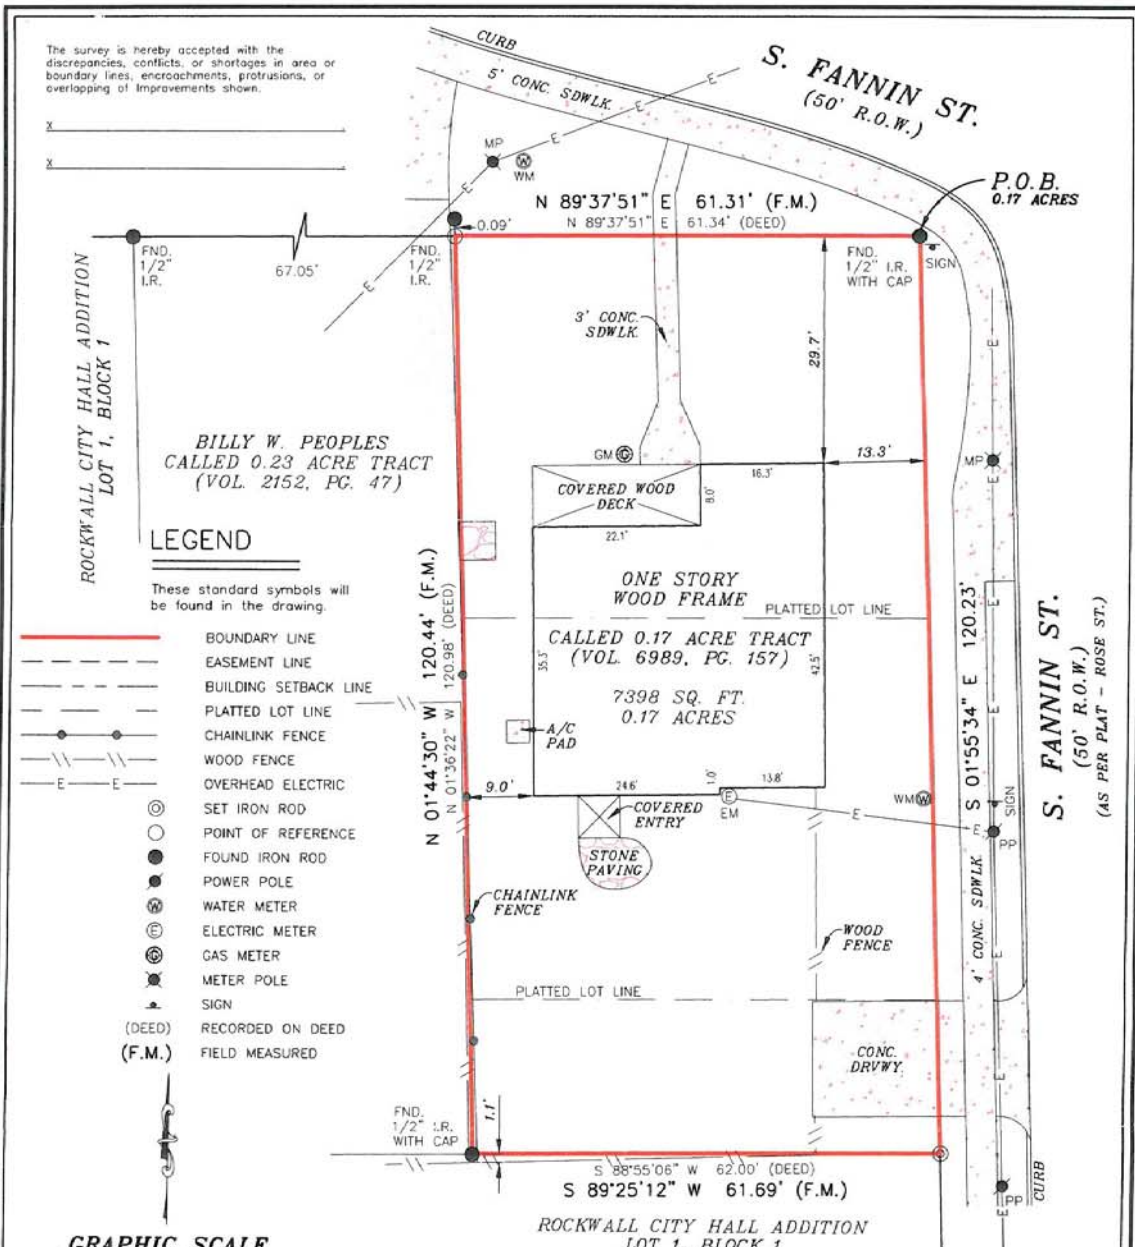 The survey is hereby accepted with the
discrepancies, conflicts, or shortages in area or
boundary lines, encroachments, protrusions, or
overlapping of Improvements shown.
X
X
CURB
5' CONC. SDWLK.
S. FANNIN ST.
(50' R.O.W.)
E
E
E
E
MP
WM
P.O.B.
0.17 ACRES
N 89°37'51" E 61.31' (F.M.)
N 89°37'51" E 61.34' (DEED)
0.09'
FND.
1/2"
I.R.
67.05'
FND.
1/2"
I.R.
FND.
1/2" I.R.
WITH CAP
SIGN
ROCKWALL CITY HALL ADDITION
LOT 1, BLOCK 1
3' CONC.
SDWLK.
29.7'
BILLY W. PEOPLES
CALLED 0.23 ACRE TRACT
(VOL. 2152, PG. 47)
GM
G
13.3'
MP
E
E
16.3'
COVERED WOOD
DECK
8.0'
22.1'
LEGEND
These standard symbols will
be found in the drawing.
BOUNDARY LINE
EASEMENT LINE
BUILDING SETBACK LINE
PLATTED LOT LINE
CHAINLINK FENCE
WOOD FENCE
E E OVERHEAD ELECTRIC
SET IRON ROD
POINT OF REFERENCE
FOUND IRON ROD
POWER POLE
W WATER METER
E ELECTRIC METER
G GAS METER
METER POLE
SIGN
(DEED) RECORDED ON DEED
(F.M.) FIELD MEASURED
ONE STORY
WOOD FRAME
PLATTED LOT LINE
CALLED 0.17 ACRE TRACT
(VOL. 6989, PG. 157)
7398 SQ. FT.
0.17 ACRES
35.3'
42.5'
N 01°44'30" W 120.44' (F.M.)
N 01°36'22" W 120.98' (DEED)
A/C
PAD
9.0'
24.6'
1.0'
13.8'
COVERED
ENTRY
E
EM
E
E
WM
W
SIGN
PP
STONE
PAVING
CHAINLINK
FENCE
WOOD
FENCE
S 01°55'34" E 120.23'
S. FANNIN ST.
(50' R.O.W.)
(AS PER PLAT - ROSE ST.)
E
E
4' CONC. SDWLK
E
PLATTED LOT LINE
CONC.
DRVWY.
E
FND.
1/2" I.R.
WITH CAP
1.1'
S 88°55'06" W 62.00' (DEED)
S 89°25'12" W 61.69' (F.M.)
PP
E
CURB
GRAPHIC SCALE
ROCKWALL CITY HALL ADDITION
LOT 1, BLOCK 1